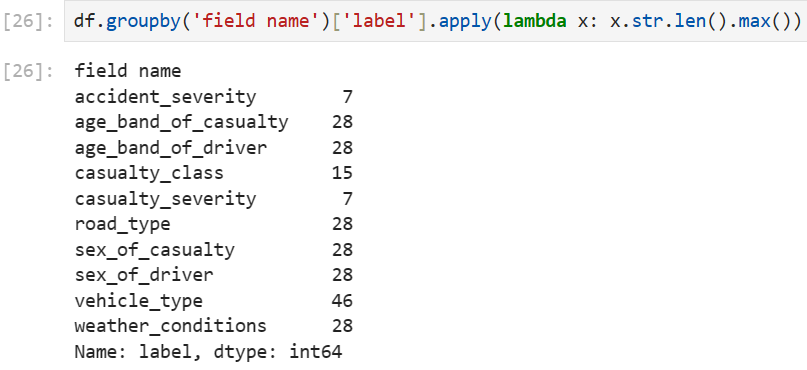 [26]: df.groupby('field name')['label'].apply(lambda x: x.str.len().max())
[26]: field name
accident_severity 7
age_band_of_casualty 28
age_band_of_driver 28
casualty_class 15
casualty_severity 7
road_type 28
sex_of_casualty 28
sex_of_driver 28
vehicle_type 46
weather_conditions 28
Name: label, dtype: int64